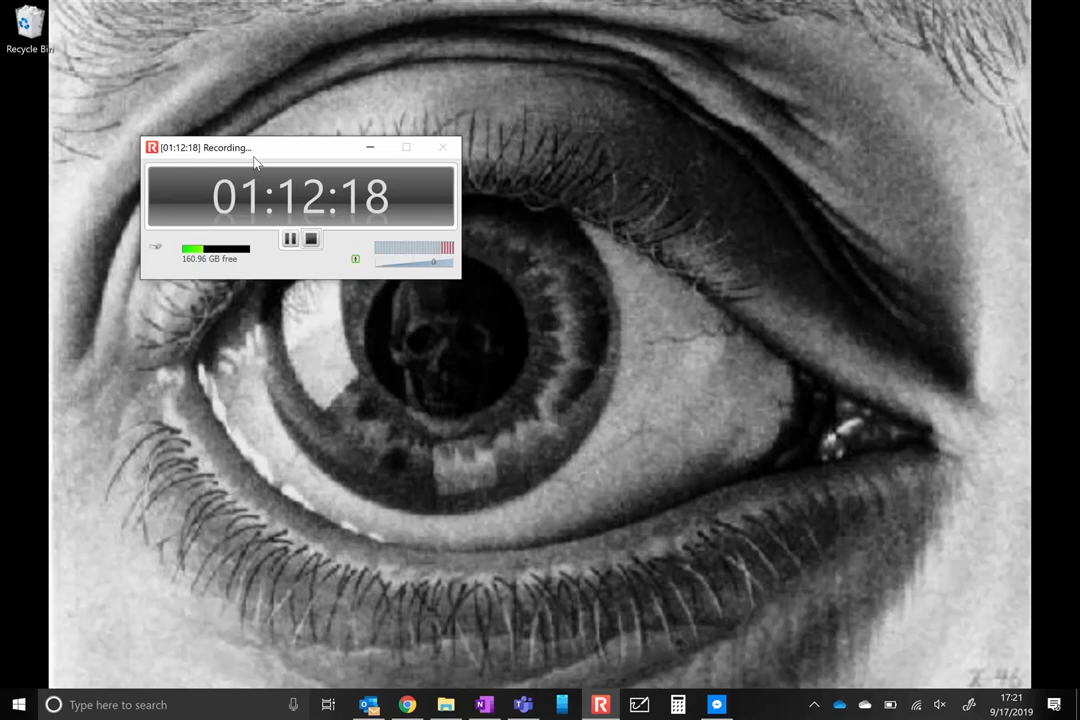 Recycle Bin
R [01:12:18] Recording...
01:12:18
160.96 GB free
0
Type here to search
17:21
9/17/2019